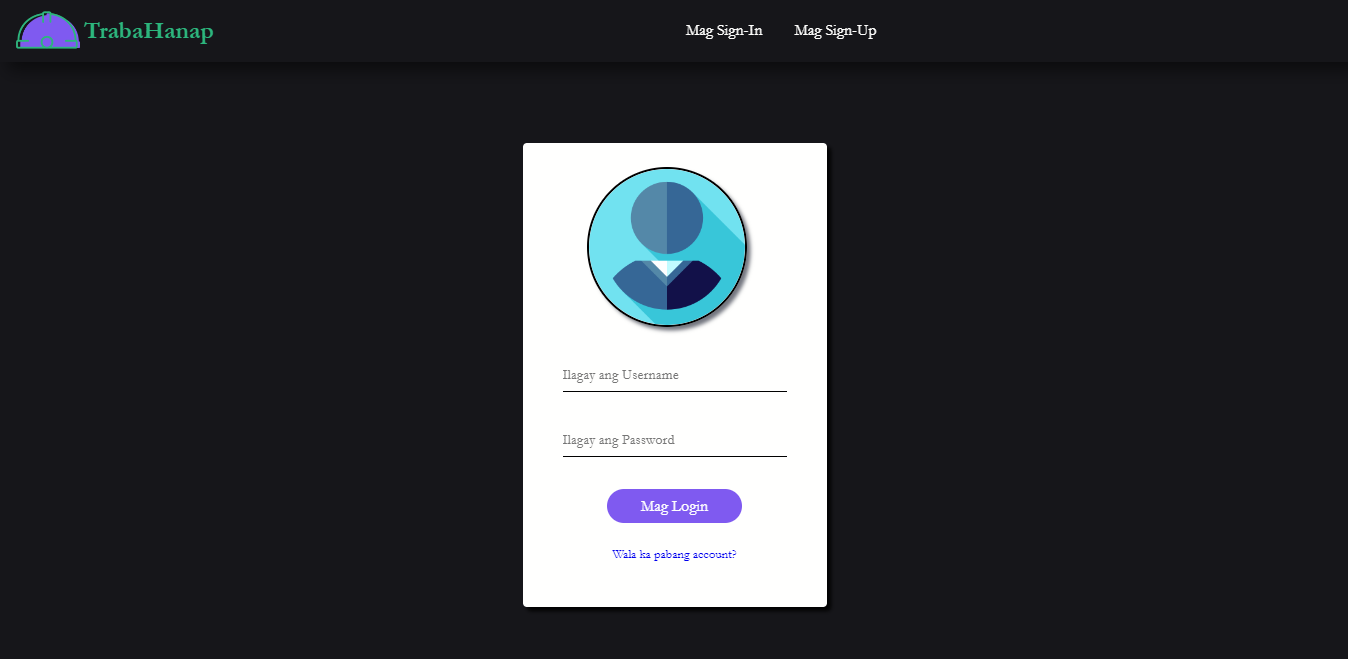 TrabaHanap
Mag Sign-In
Mag Sign-Up
Ilagay ang Username
Ilagay ang Password
Mag Login
Wala ka pabang account?